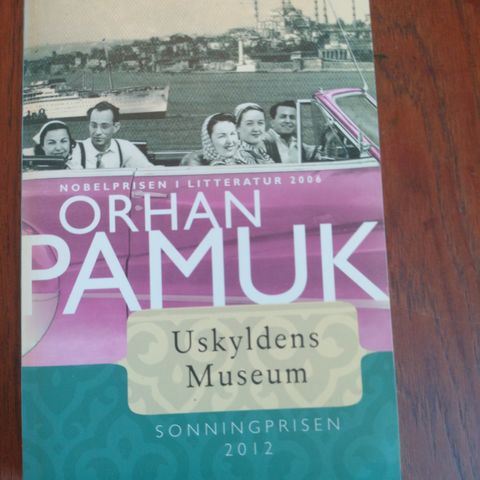 NOBELPRISEN I LITTERATUR 2006
ORHAN
PAMUK
Uskyldens
Museum
SONNINGPRISEN
2012